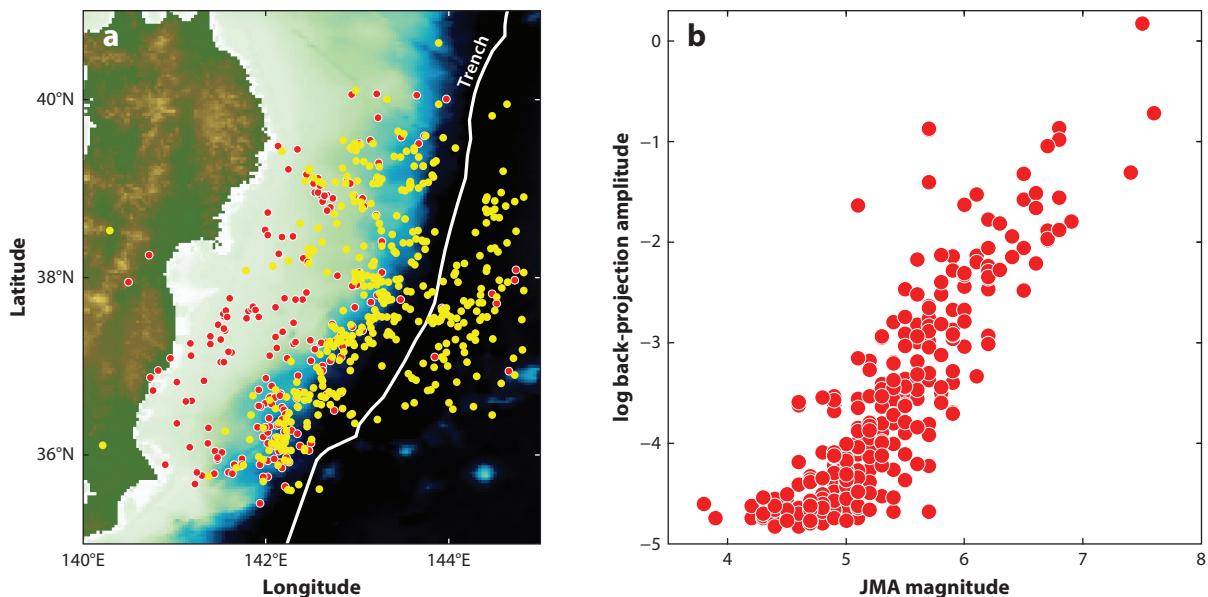 a
Trench
40°N
38°N
36°N
Latitude
140°E
142°E
144°E
Longitude
b
0
−1
−2
−3
−4
−5
log back-projection amplitude
4
5
6
7
8
JMA magnitude